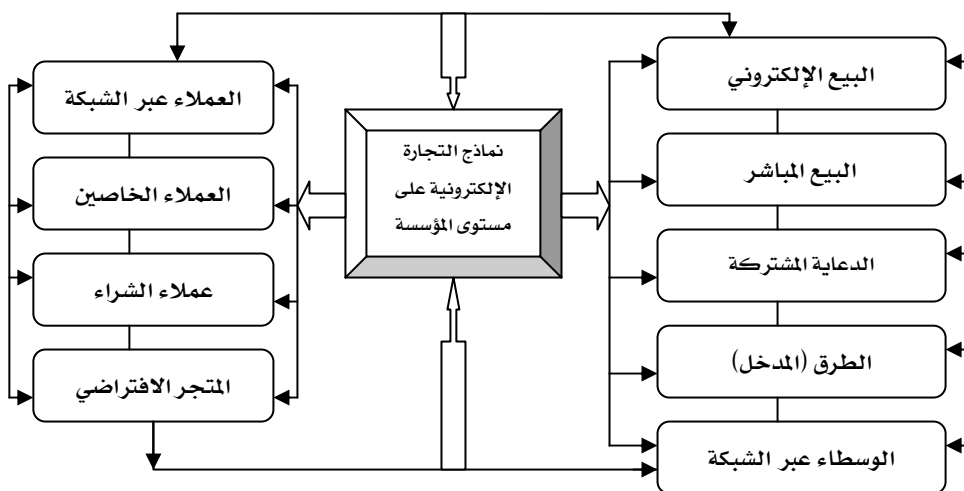 البيع الإلكتروني
البيع المباشر
الدعاية المشتركة
الطرق (المدخل)
الوسطاء عبر الشبكة
نماذج التجارة
الإلكترونية على
مستوى المؤسسة
العملاء عبر الشبكة
العملاء الخاصين
عملاء الشراء
المتجر الافتراضي